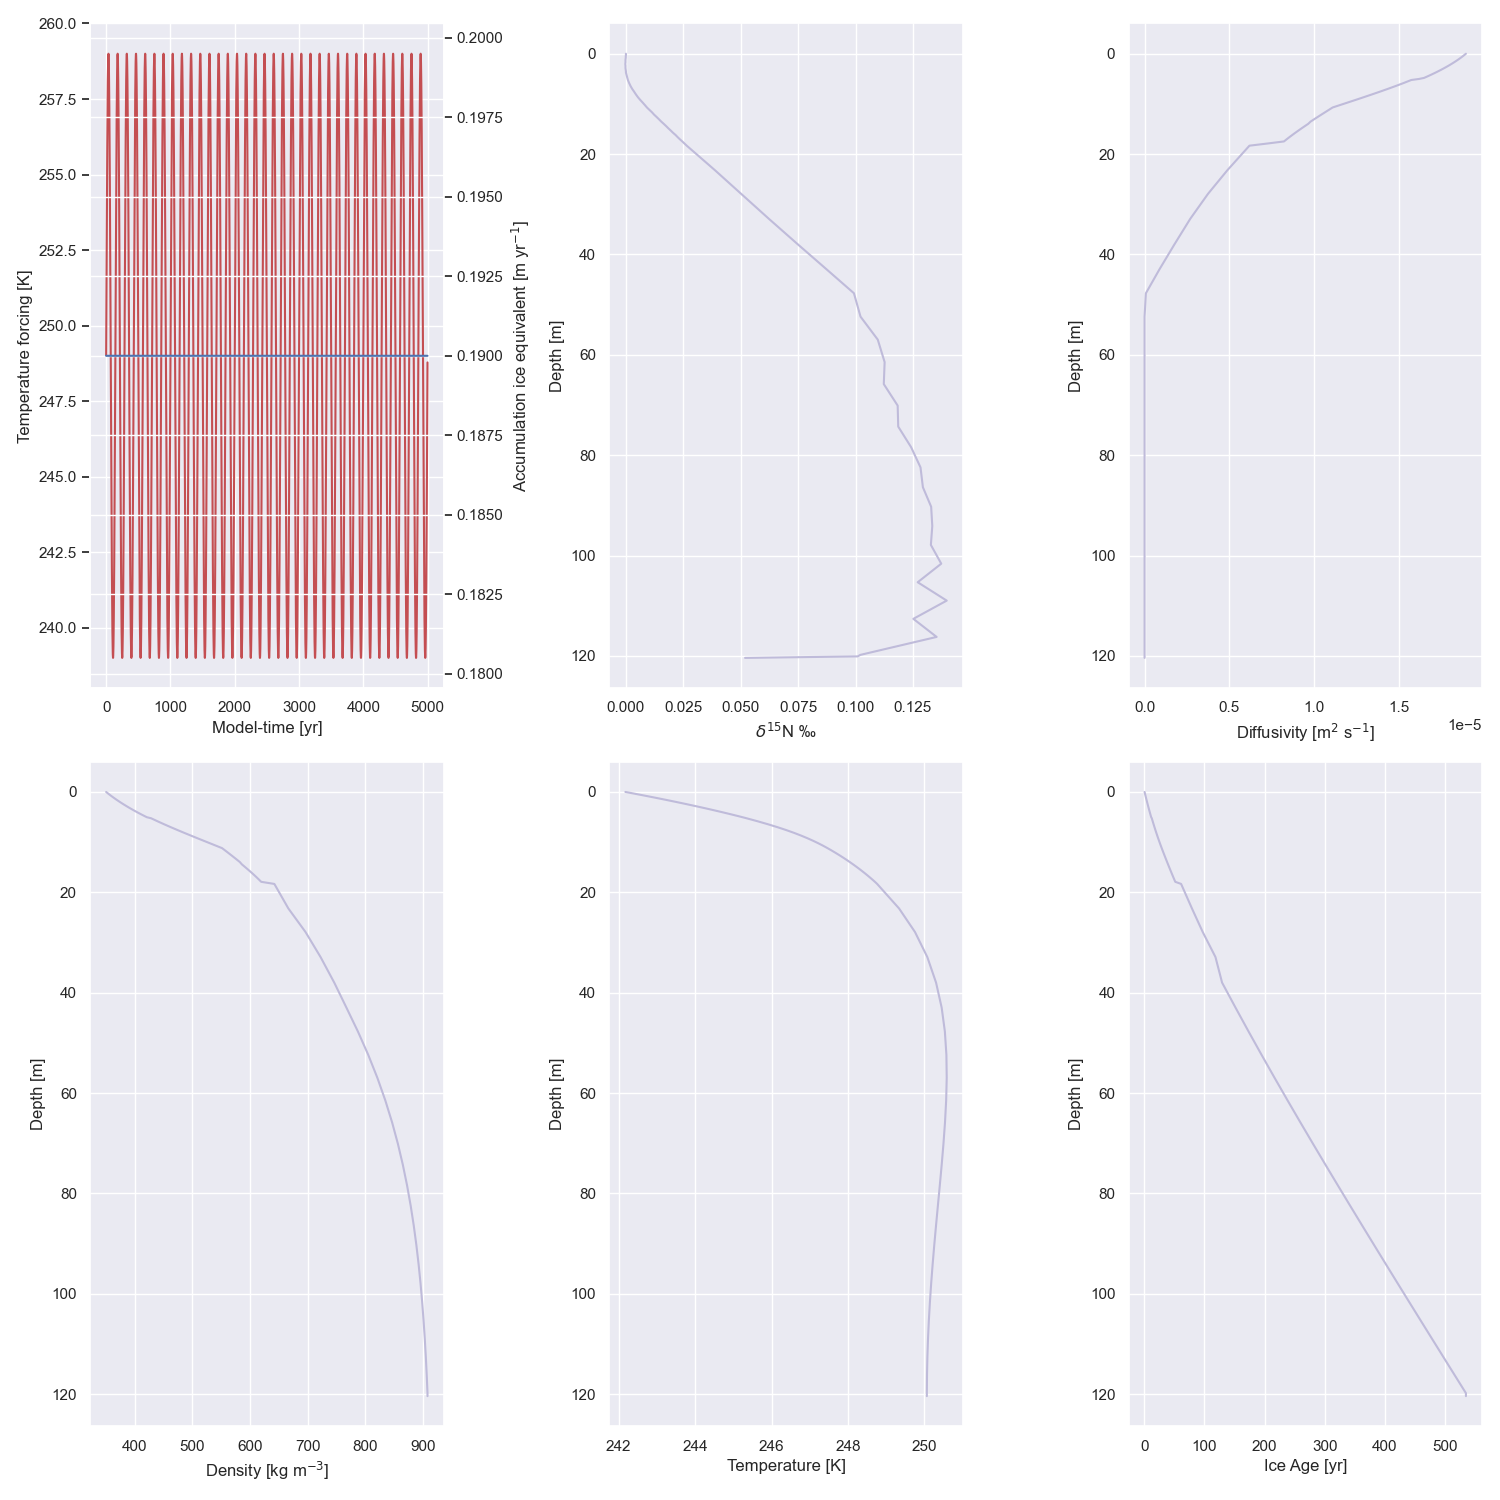 260.0
257.5
255.0
252.5
250.0
247.5
245.0
242.5
240.0
Temperature forcing [K]
0 1000 2000 3000 4000 5000
Model-time [yr]
0.2000
0.1975
0.1950
0.1925
0.1900
0.1875
0.1850
0.1825
0.1800
Accumulation ice equivalent [m yr⁻¹]
0
20
40
60
80
100
120
Depth [m]
0.000 0.025 0.050 0.075 0.100 0.125
δ¹⁵N ‰
0
20
40
60
80
100
120
Depth [m]
0.0 0.5 1.0 1.5
1e−5
Diffusivity [m² s⁻¹]
0
20
40
60
80
100
120
Depth [m]
400 500 600 700 800 900
Density [kg m⁻³]
0
20
40
60
80
100
120
Depth [m]
242 244 246 248 250
Temperature [K]
0
20
40
60
80
100
120
Depth [m]
0 100 200 300 400 500
Ice Age [yr]